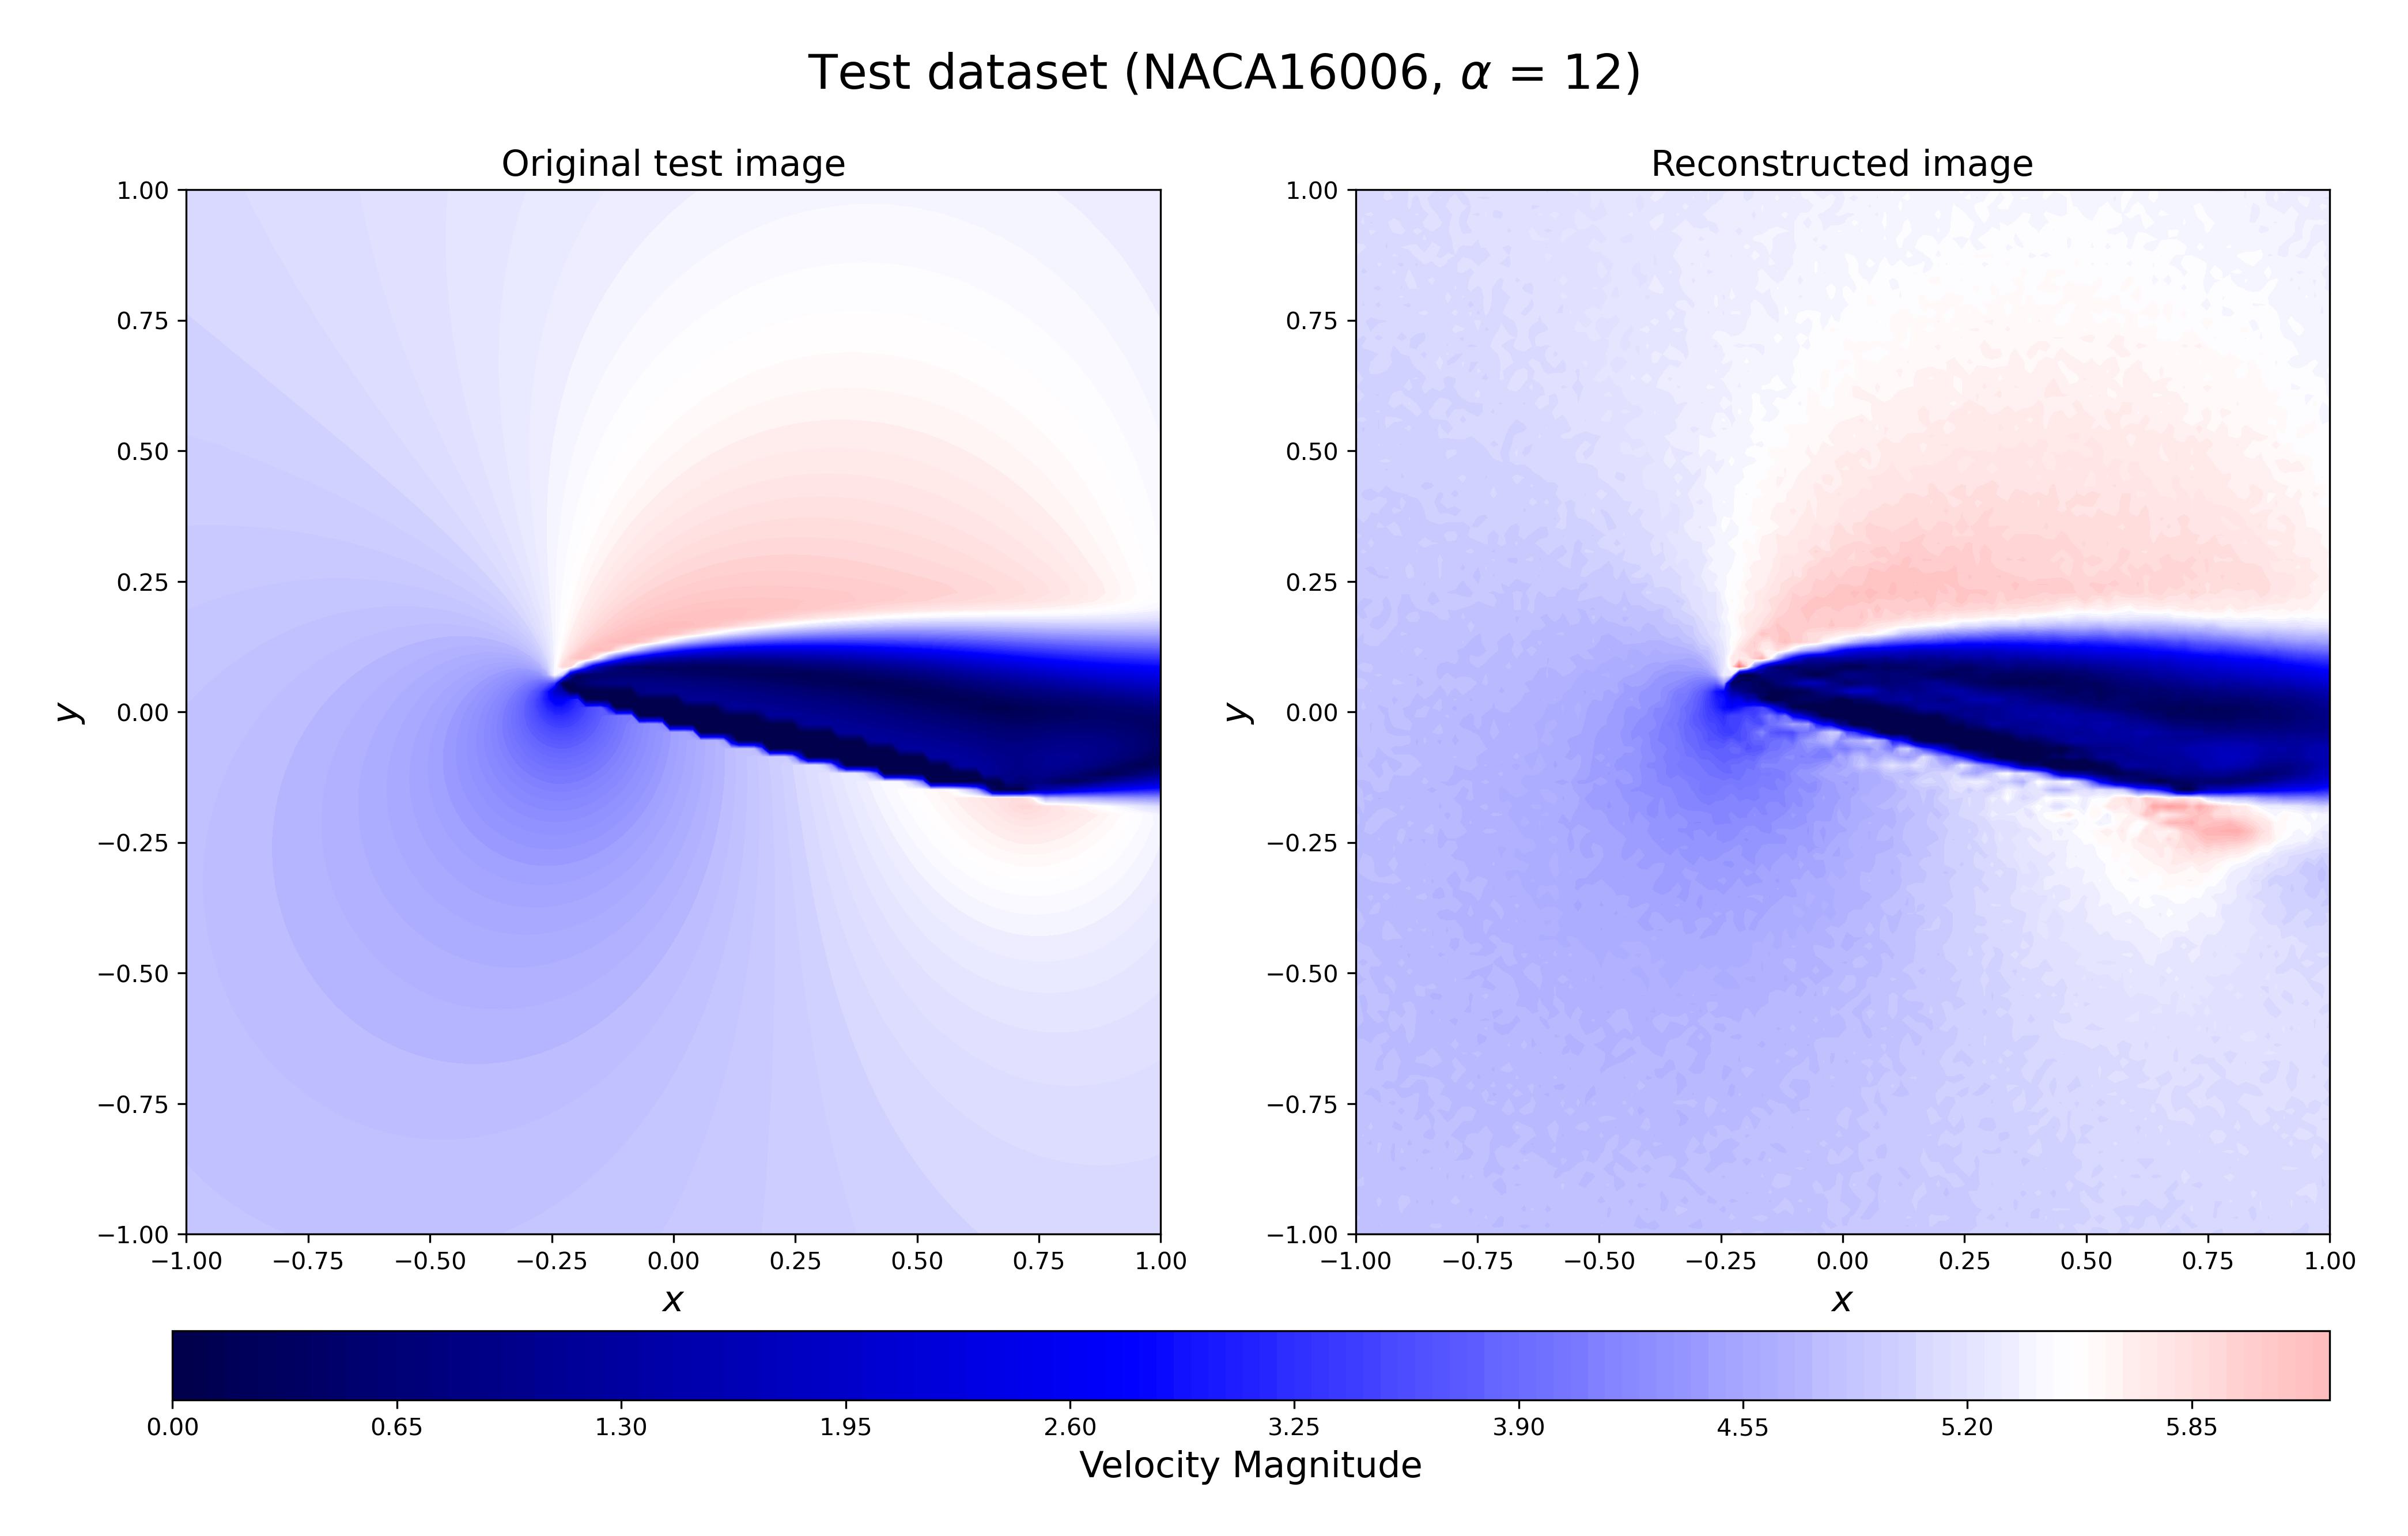 Test dataset (NACA16006, α = 12)
Original test image
Reconstructed image
1.00
0.75
0.50
0.25
0.00
−0.25
−0.50
−0.75
−1.00
y
−1.00 −0.75 −0.50 −0.25 0.00 0.25 0.50 0.75 1.00
x
1.00
0.75
0.50
0.25
0.00
−0.25
−0.50
−0.75
−1.00
y
−1.00 −0.75 −0.50 −0.25 0.00 0.25 0.50 0.75 1.00
x
0.00 0.65 1.30 1.95 2.60 3.25 3.90 4.55 5.20 5.85
Velocity Magnitude